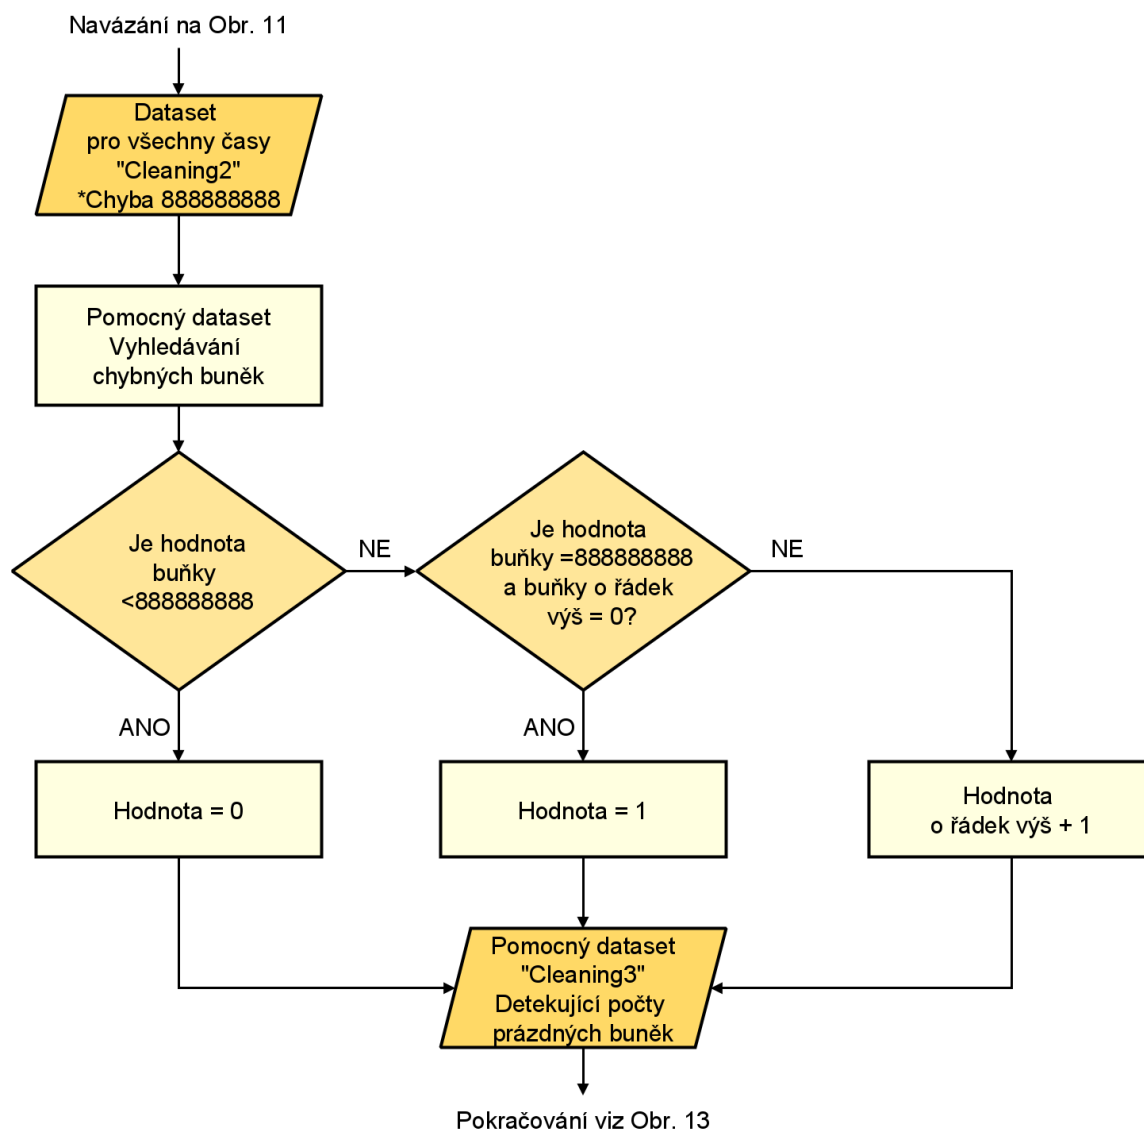 Navázání na Obr. 11
Dataset
pro všechny časy
"Cleaning2"
*Chyba 888888888
Pomocný dataset
Vyhledávání
chybných buněk
Je hodnota
buňky
<888888888
NE
Je hodnota
buňky =888888888
a buňky o řádek
výš = 0?
NE
ANO
ANO
Hodnota = 0
Hodnota = 1
Hodnota
o řádek výš + 1
Pomocný dataset
"Cleaning3"
Detekující počty
prázdných buněk
Pokračování viz Obr. 13